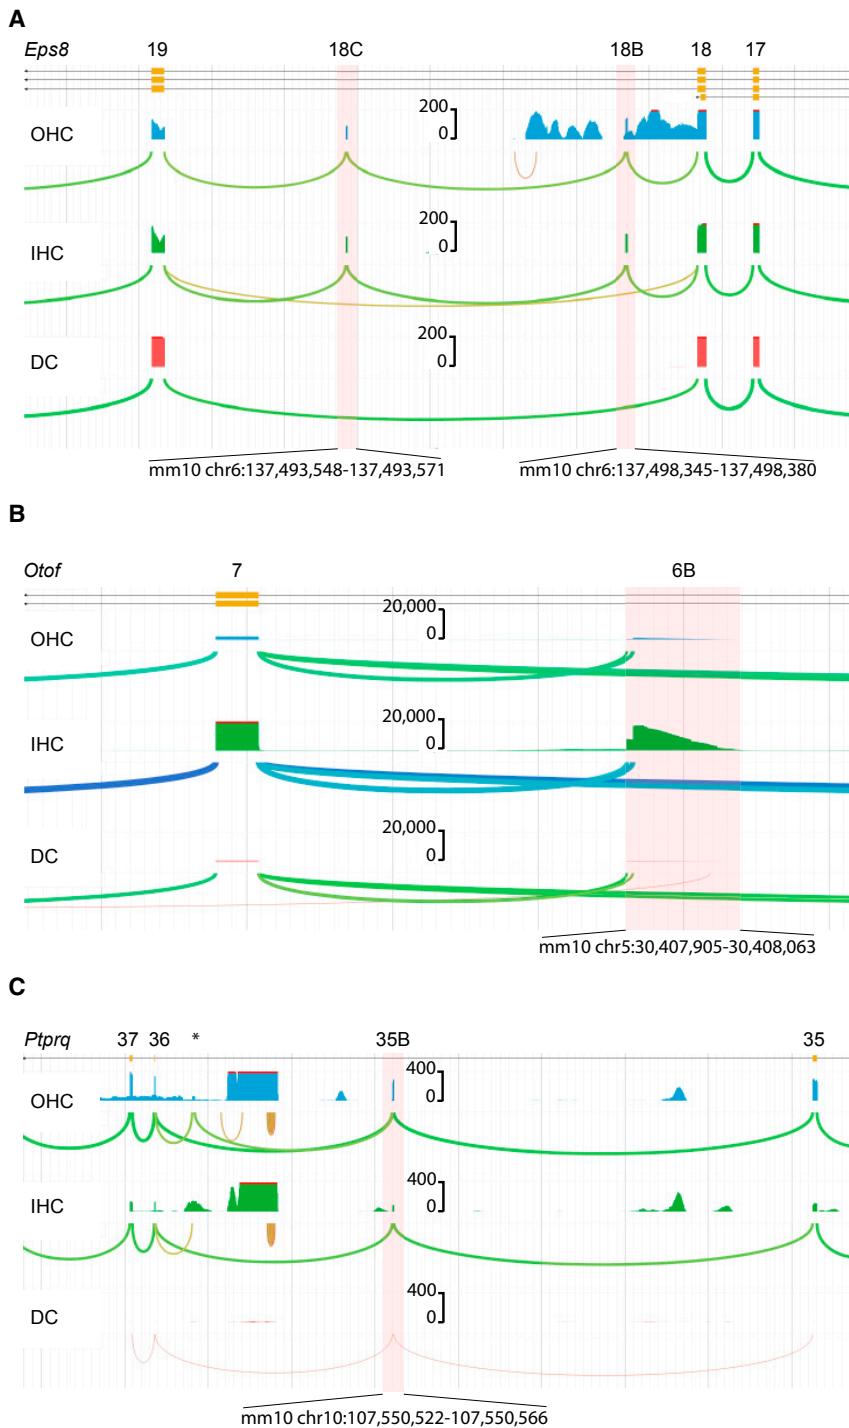 A
Eps8 19 18C 18B 18 17
200
0
OHC
200
0
IHC
200
0
DC
mm10 chr6:137,493,548-137,493,571 mm10 chr6:137,498,345-137,498,380
B
Otof 7 6B
20,000
0
OHC
20,000
0
IHC
20,000
0
DC
mm10 chr5:30,407,905-30,408,063
C
Ptprq 37 36 * 35B 35
400
0
OHC
400
0
IHC
400
0
DC
mm10 chr10:107,550,522-107,550,566